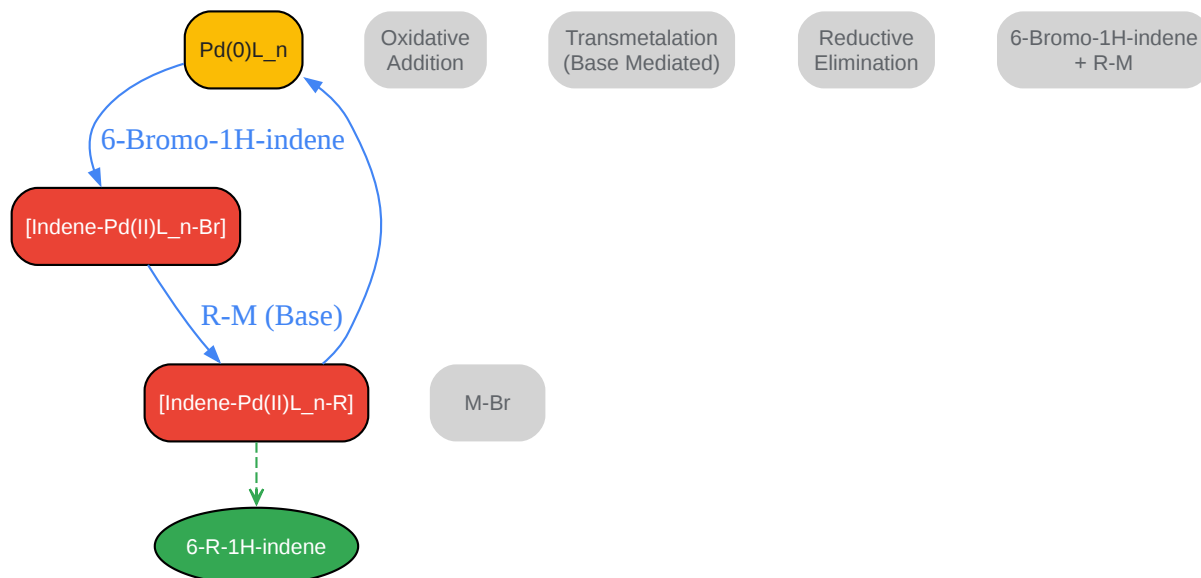 Pd(0)L_n
Oxidative
Addition
Transmetalation
(Base Mediated)
Reductive
Elimination
6-Bromo-1H-indene
+ R-M
6-Bromo-1H-indene
[Indene-Pd(II)L_n-Br]
R-M (Base)
[Indene-Pd(II)L_n-R]
M-Br
6-R-1H-indene